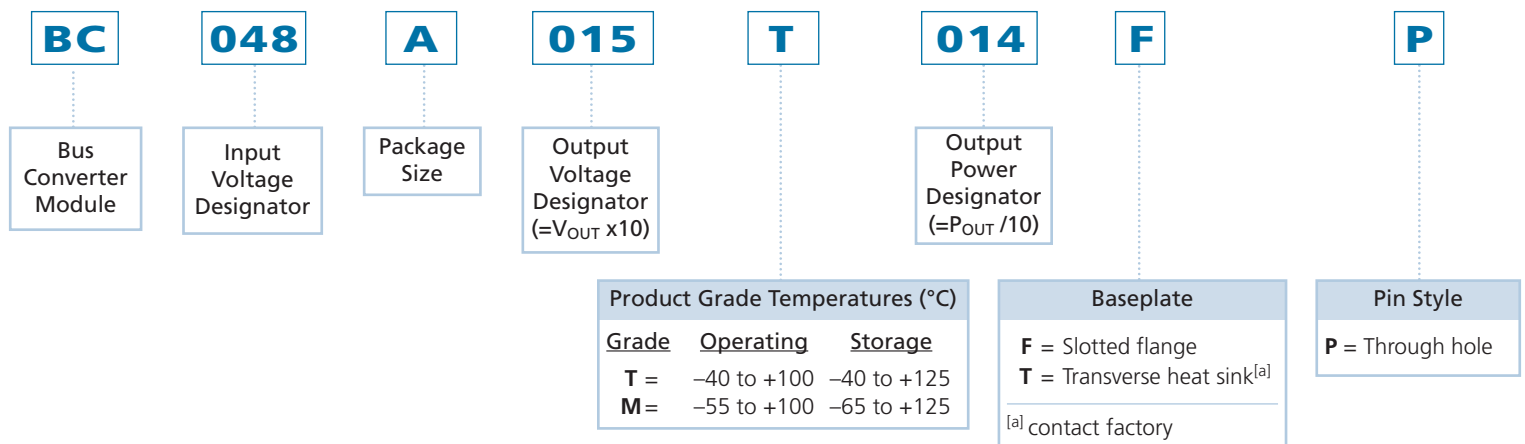 BC 048 A 015 T 014 F P
Bus
Converter
Module
Input
Voltage
Designator
Package
Size
Output
Voltage
Designator
(=VOUT x10)
Output
Power
Designator
(=POUT /10)
Product Grade Temperatures (°C)
Grade Operating Storage
T = –40 to +100 –40 to +125
M = –55 to +100 –65 to +125
Baseplate
F = Slotted flange
T = Transverse heat sink[a]
[a] contact factory
Pin Style
P = Through hole